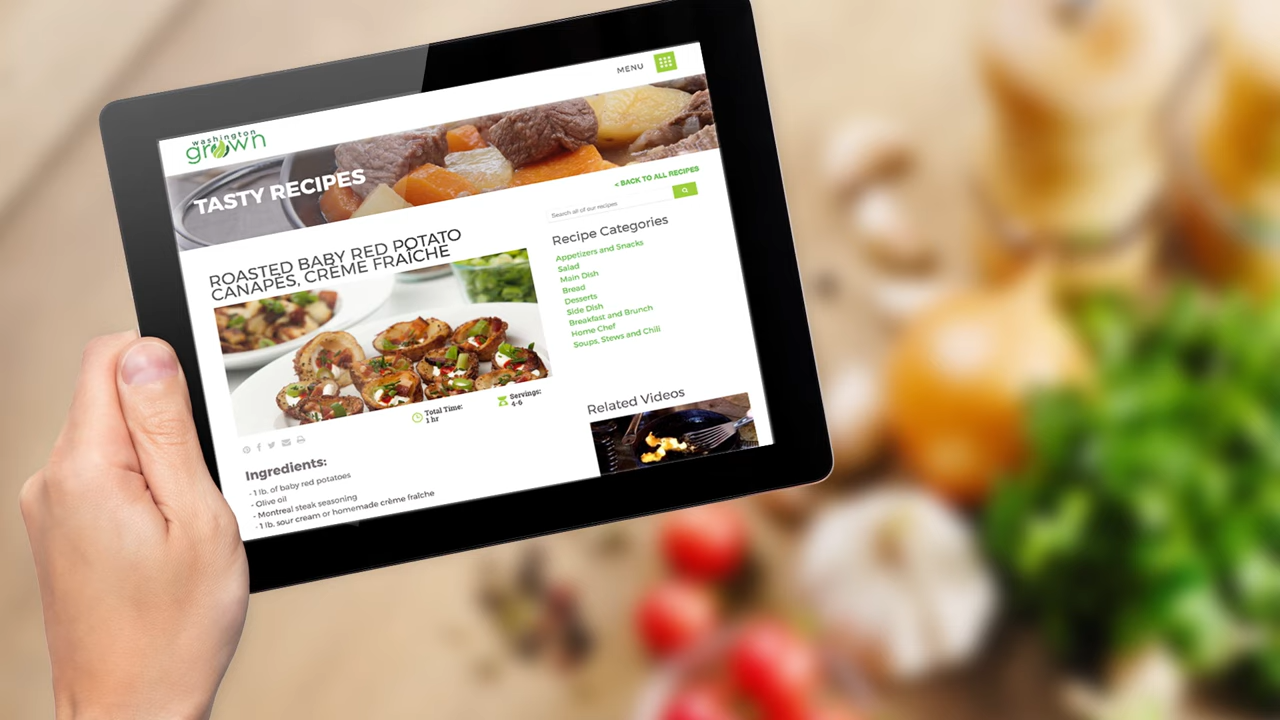 MENU
washington
grown
TASTY RECIPES
< BACK TO ALL RECIPES
Search all of our recipes
ROASTED BABY RED POTATO
CANAPES, CRÈME FRAÎCHE
Recipe Categories
Appetizers and Snacks
Salad
Main Dish
Bread
Desserts
Side Dish
Breakfast and Brunch
Home Chef
Soups, Stews and Chili
Total Time:
1 hr
Servings:
4-6
Related Videos
Ingredients:
- 1 lb. of baby red potatoes
- Olive oil
- Montreal steak seasoning
- 1 lb. sour cream or homemade crème fraîche